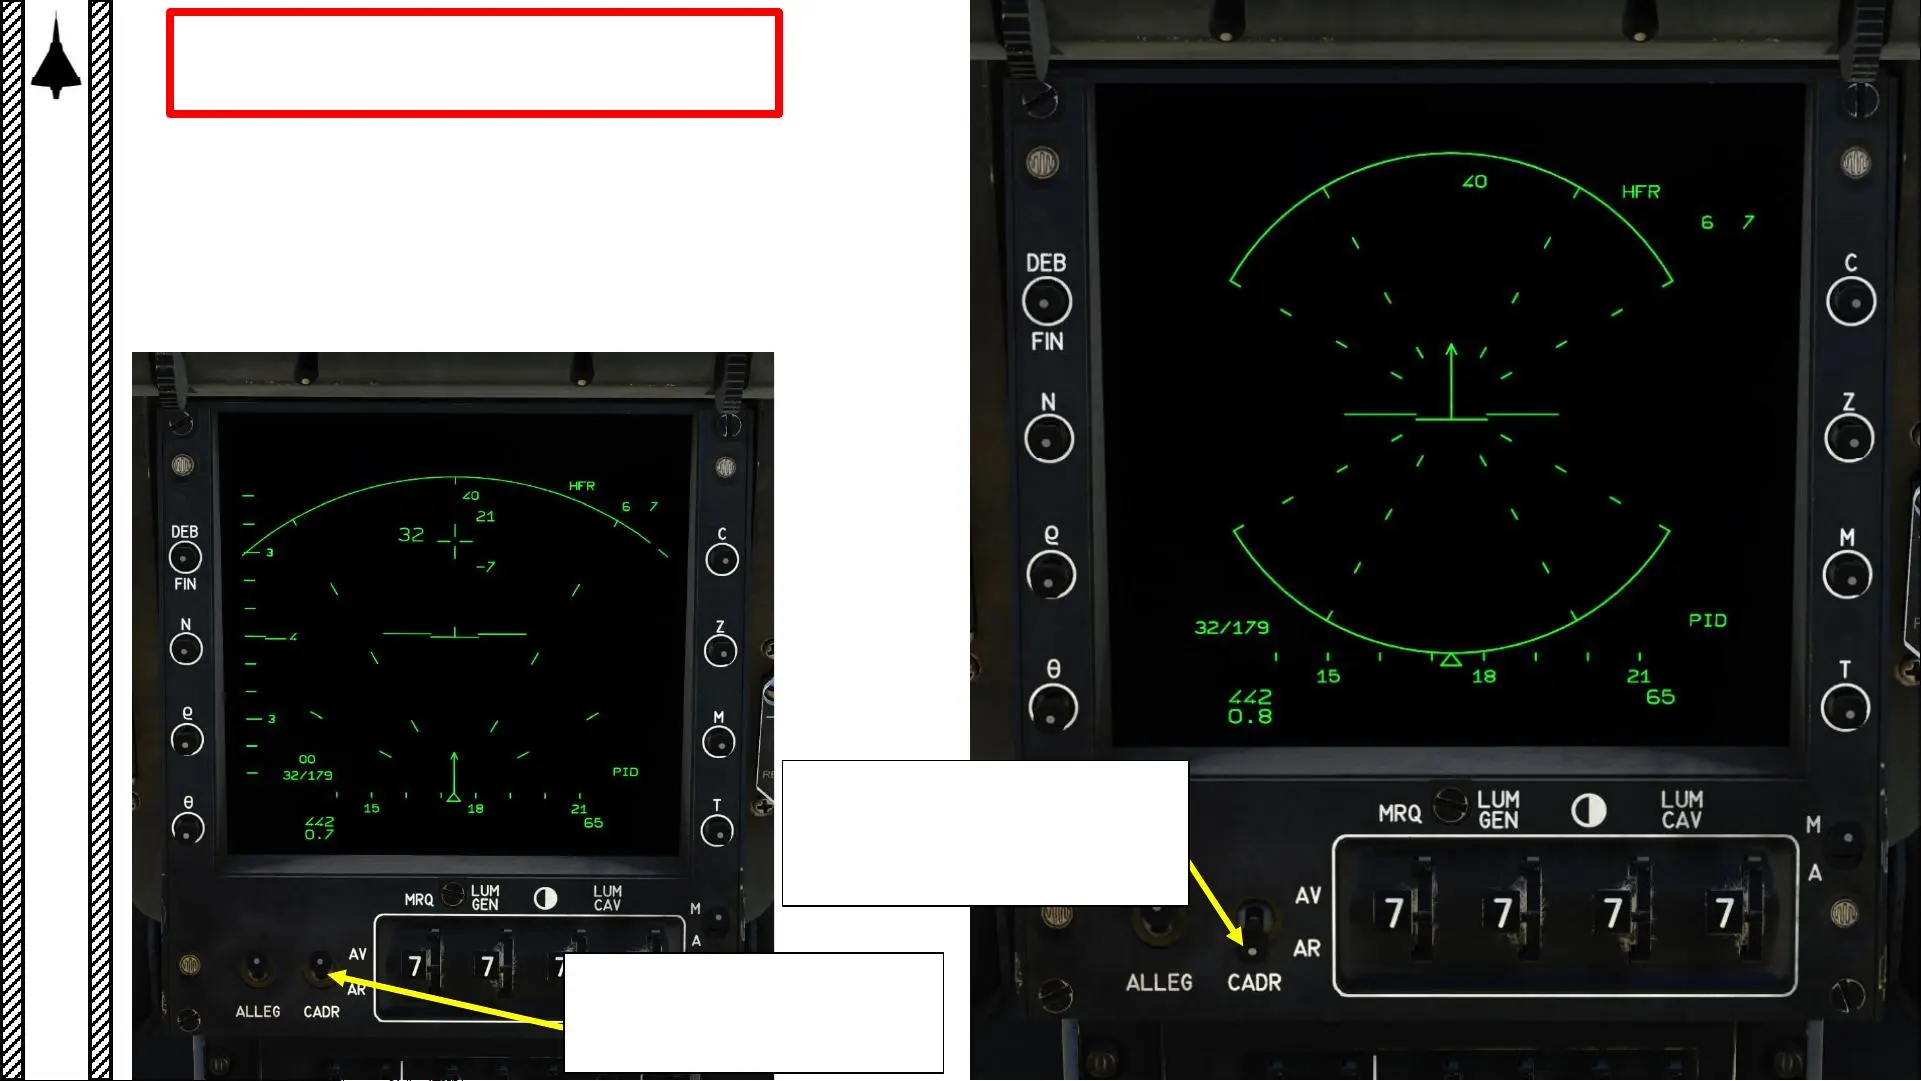 40
HFR
6 7
21
32
-7
3
4
3
00
32/179
PID
15 18 21
442
0.7
65
DEB
FIN
N
ρ
θ
C
Z
M
T
MRQ
LUM
GEN
LUM
CAV
M
A
AV
AR
7 7 7
ALLEG
CADR
40
HFR
6 7
DEB
FIN
N
ρ
θ
C
Z
M
T
32/179
PID
15 18 21
442
0.8
65
MRQ
LUM
GEN
LUM
CAV
M
A
AV
AR
7 7 7 7
ALLEG
CADR